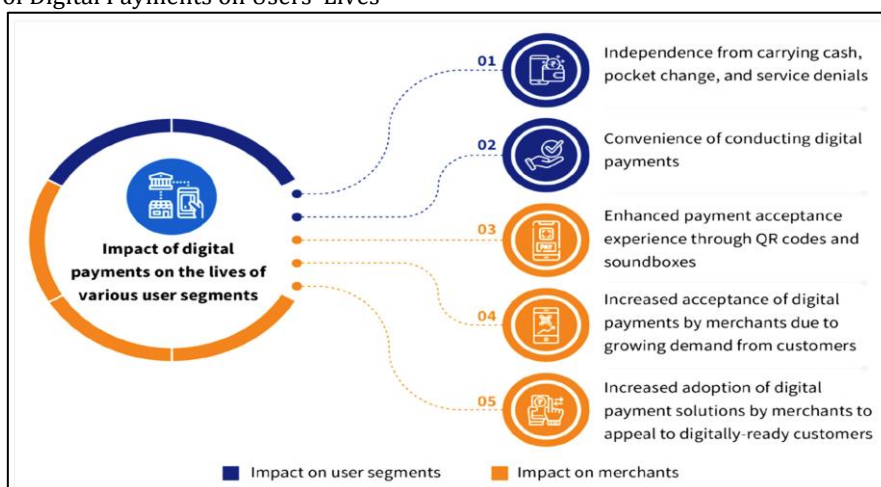 of Digital Payments on Users' Lives
01
Independence from carrying cash,
pocket change, and service denials
02
Convenience of conducting digital
payments
Impact of digital
payments on the lives of
various user segments
03
Enhanced payment acceptance
experience through QR codes and
soundboxes
PAY
04
Increased acceptance of digital
payments by merchants due to
growing demand from customers
05
Increased adoption of digital
payment solutions by merchants to
appeal to digitally-ready customers
Impact on user segments
Impact on merchants